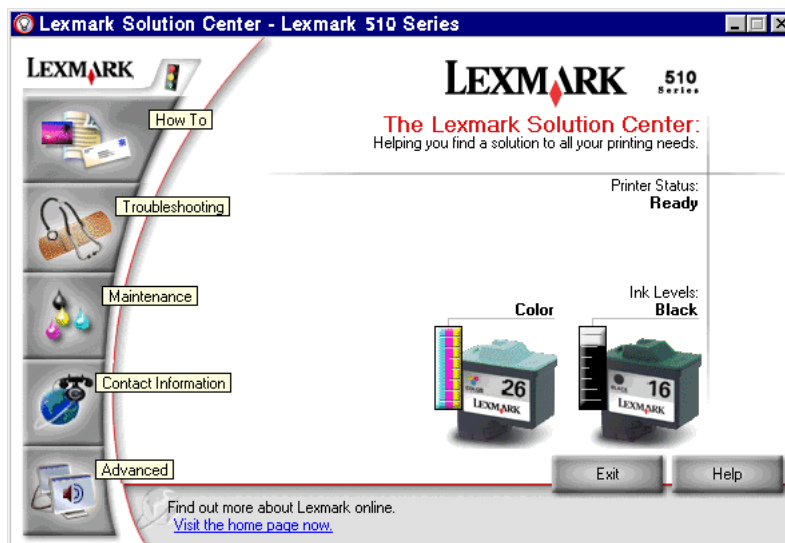 Lexmark Solution Center - Lexmark 510 Series
LEXMARK
How To
Troubleshooting
Maintenance
Contact Information
Advanced
LEXMARK 510 Series
The Lexmark Solution Center:
Helping you find a solution to all your printing needs.
Printer Status:
Ready
Ink Levels:
Color
Black
COLOR 26
LEXMARK
BLACK 16
LEXMARK
Exit
Help
Find out more about Lexmark online.
Visit the home page now.